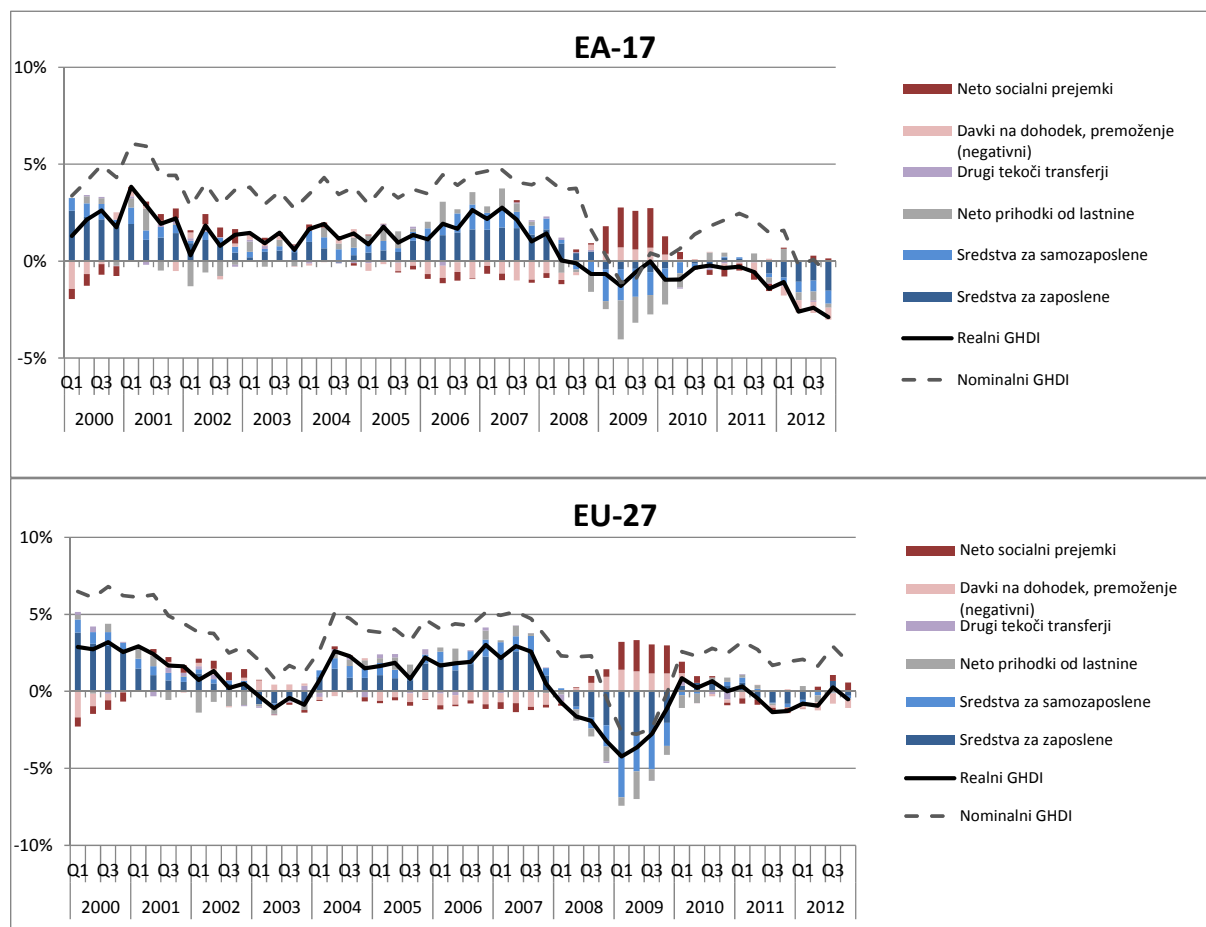 EA-17
10%
5%
0%
-5%
Q1 Q3 Q1 Q3 Q1 Q3 Q1 Q3 Q1 Q3 Q1 Q3 Q1 Q3 Q1 Q3 Q1 Q3 Q1 Q3 Q1 Q3 Q1 Q3 Q1 Q3
2000 2001 2002 2003 2004 2005 2006 2007 2008 2009 2010 2011 2012
Neto socialni prejemki
Davki na dohodek, premoženje
(negativni)
Drugi tekoči transferji
Neto prihodki od lastnine
Sredstva za samozaposlene
Sredstva za zaposlene
Realni GHDI
Nominalni GHDI
EU-27
10%
5%
0%
-5%
-10%
Q1 Q3 Q1 Q3 Q1 Q3 Q1 Q3 Q1 Q3 Q1 Q3 Q1 Q3 Q1 Q3 Q1 Q3 Q1 Q3 Q1 Q3 Q1 Q3 Q1 Q3
2000 2001 2002 2003 2004 2005 2006 2007 2008 2009 2010 2011 2012
Neto socialni prejemki
Davki na dohodek, premoženje
(negativni)
Drugi tekoči transferji
Neto prihodki od lastnine
Sredstva za samozaposlene
Sredstva za zaposlene
Realni GHDI
Nominalni GHDI